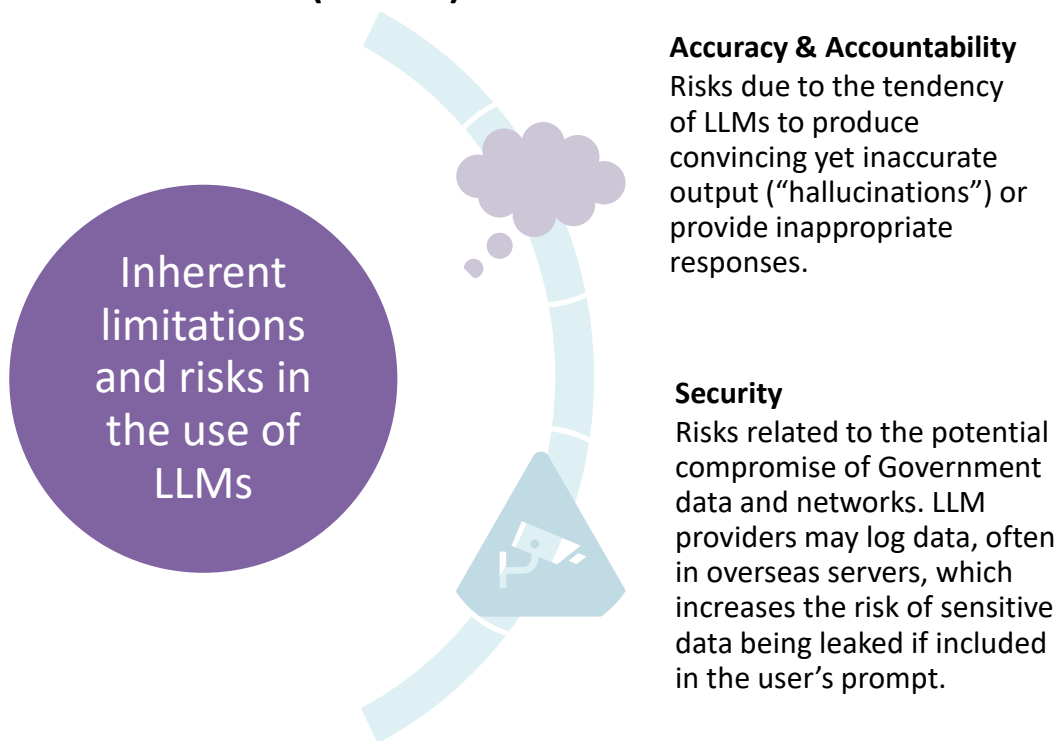 Inherent
limitations
and risks in
the use of
LLMs
Accuracy & Accountability
Risks due to the tendency
of LLMs to produce
convincing yet inaccurate
output (“hallucinations”) or
provide inappropriate
responses.
Security
Risks related to the potential
compromise of Government
data and networks. LLM
providers may log data, often
in overseas servers, which
increases the risk of sensitive
data being leaked if included
in the user’s prompt.